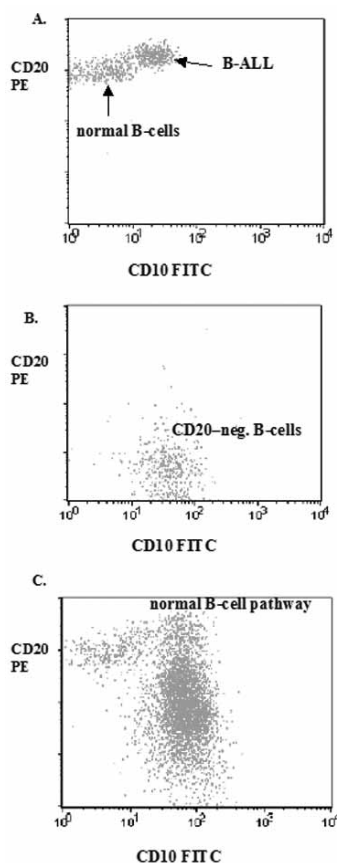 A.
CD20
PE
B-ALL
normal B-cells
10⁰ 10¹ 10² 10³ 10⁴
CD10 FITC
B.
CD20
PE
CD20–neg. B-cells
10⁰ 10¹ 10² 10³ 10⁴
CD10 FITC
C.
normal B-cell pathway
CD20
PE
10⁰ 10¹ 10² 10³ 10⁴
CD10 FITC